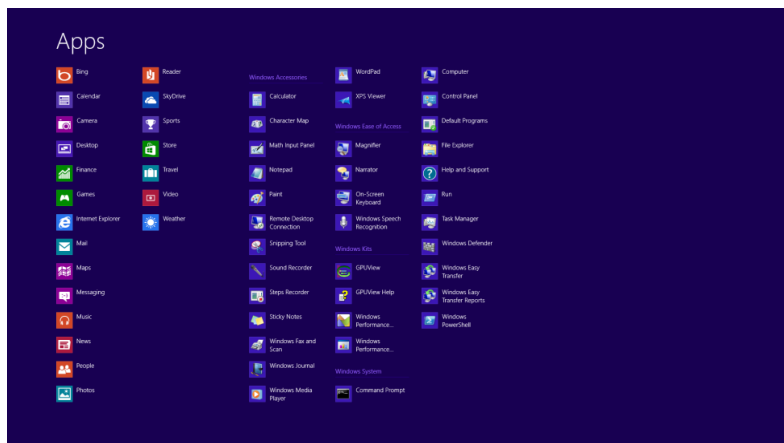 Apps
Bing
Calendar
Camera
Desktop
Finance
Games
Internet Explorer
Mail
Maps
Messaging
Music
News
People
Photos
Reader
SkyDrive
Sports
Store
Travel
Video
Weather
Windows Accessories
Calculator
Character Map
Math Input Panel
Notepad
Paint
Remote Desktop
Connection
Snipping Tool
Sound Recorder
Steps Recorder
Sticky Notes
Windows Fax and
Scan
Windows Journal
Windows Media
Player
WordPad
XPS Viewer
Windows Ease of Access
Magnifier
Narrator
On-Screen
Keyboard
Windows Speech
Recognition
Windows Kits
GPUView
GPUView Help
Windows
Performance...
Windows
Performance...
Windows System
Command Prompt
Computer
Control Panel
Default Programs
File Explorer
Help and Support
Run
Task Manager
Windows Defender
Windows Easy
Transfer
Windows Easy
Transfer Reports
Windows
PowerShell